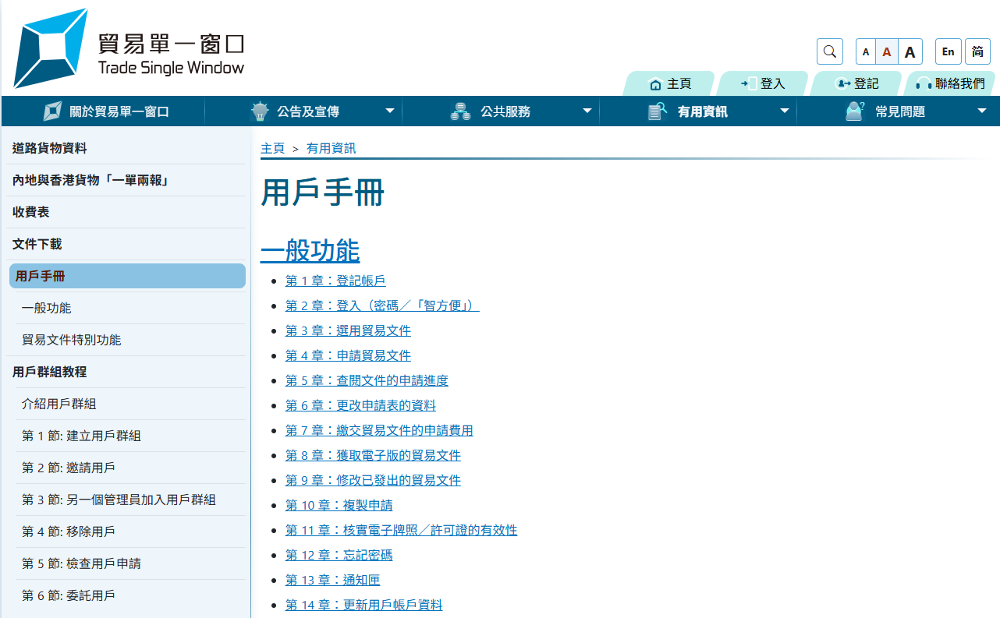 貿易單一窗口
Trade Single Window
A A A En 简
主頁 登入 登記 聯絡我們
關於貿易單一窗口 公告及宣傳 公共服務 有用資訊 常見問題
道路貨物資料
內地與香港貨物「一單兩報」
收費表
文件下載
用戶手冊
一般功能
貿易文件特別功能
用戶群組教程
介紹用戶群組
第 1 節: 建立用戶群組
第 2 節: 邀請用戶
第 3 節: 另一個管理員加入用戶群組
第 4 節: 移除用戶
第 5 節: 檢查用戶申請
第 6 節: 委託用戶
主頁 > 有用資訊
用戶手冊
一般功能
第 1 章：登記帳戶
第 2 章：登入（密碼／「智方便」）
第 3 章：選用貿易文件
第 4 章：申請貿易文件
第 5 章：查閱文件的申請進度
第 6 章：更改申請表的資料
第 7 章：繳交貿易文件的申請費用
第 8 章：獲取電子版的貿易文件
第 9 章：修改已發出的貿易文件
第 10 章：複製申請
第 11 章：核實電子牌照／許可證的有效性
第 12 章：忘記密碼
第 13 章：通知匣
第 14 章：更新用戶帳戶資料